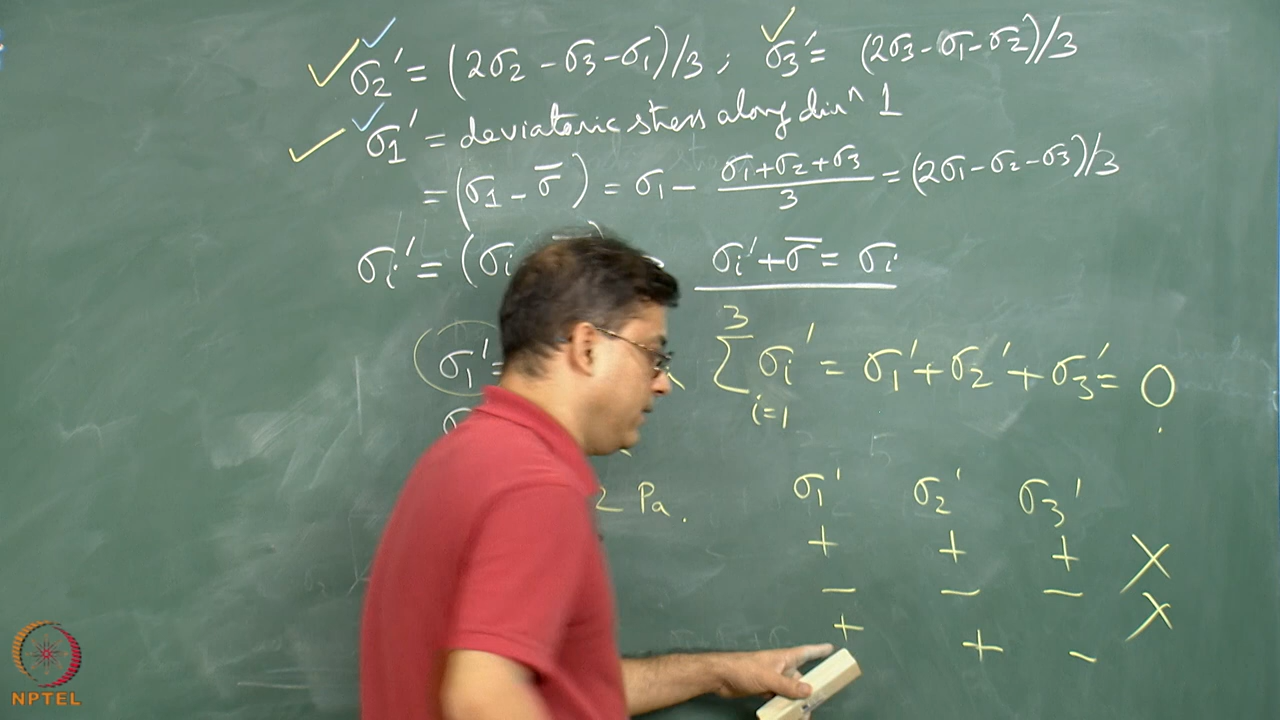 σ2' = (2σ2 - σ3 - σ1)/3 ; σ3' = (2σ3 - σ1 - σ2)/3
σ1' = deviatoric stress along dirⁿ 1
= (σ1 - σ̅) = σ1 - (σ1+σ2+σ3)/3 = (2σ1 - σ2 - σ3)/3
σi' = (σi σi' + σ̅ = σi
σ1' = 3∑i=1 σi' = σ1' + σ2' + σ3' = 0
2 Pa.
σ1' σ2' σ3'
+ + + X
- - - X
+ + -
NPTEL